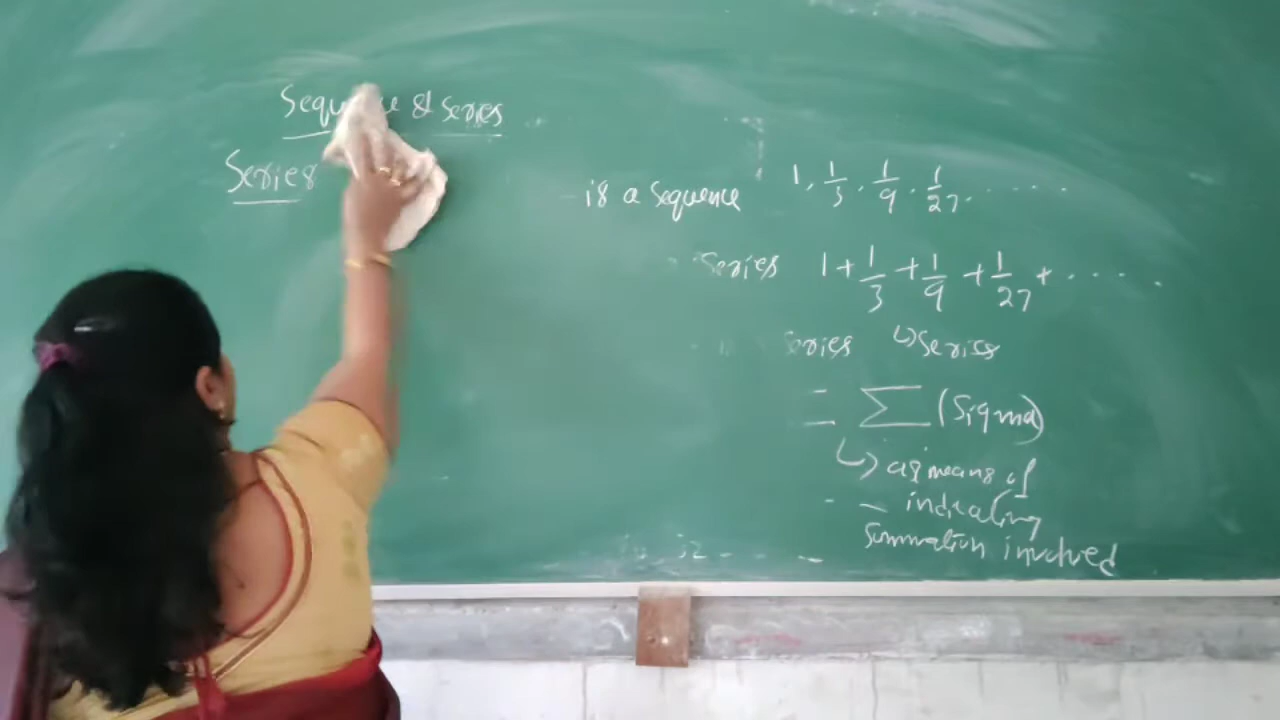 Sequence & Series
Series
is a sequence 1, 1/3, 1/9, 1/27, .....
Series 1 + 1/3 + 1/9 + 1/27 + .....
Series ↳ Series
= ∑ (Sigma)
↳ as means of
indicating
Summation involved